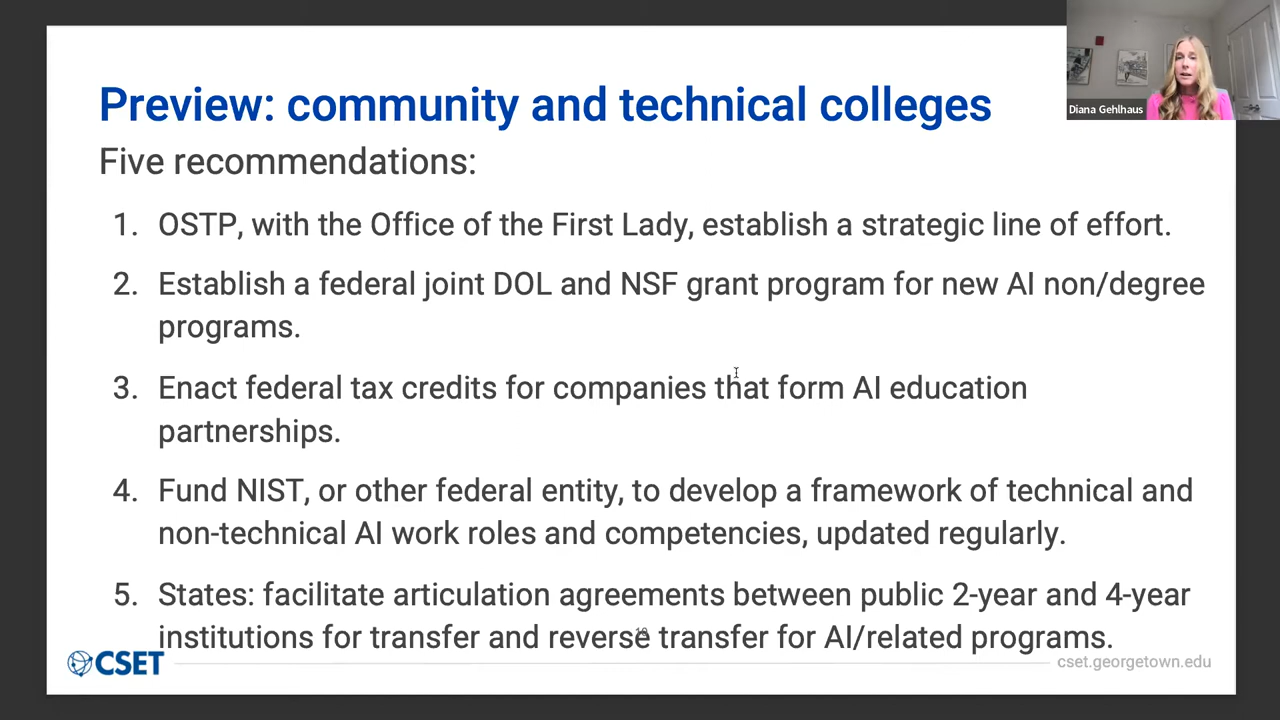 Preview: community and technical colleges
Diana Gehlhaus
Five recommendations:
1. OSTP, with the Office of the First Lady, establish a strategic line of effort.
2. Establish a federal joint DOL and NSF grant program for new AI non/degree
programs.
3. Enact federal tax credits for companies that form AI education
partnerships.
4. Fund NIST, or other federal entity, to develop a framework of technical and
non-technical AI work roles and competencies, updated regularly.
5. States: facilitate articulation agreements between public 2-year and 4-year
institutions for transfer and reverse transfer for AI/related programs.
CSET
cset.georgetown.edu